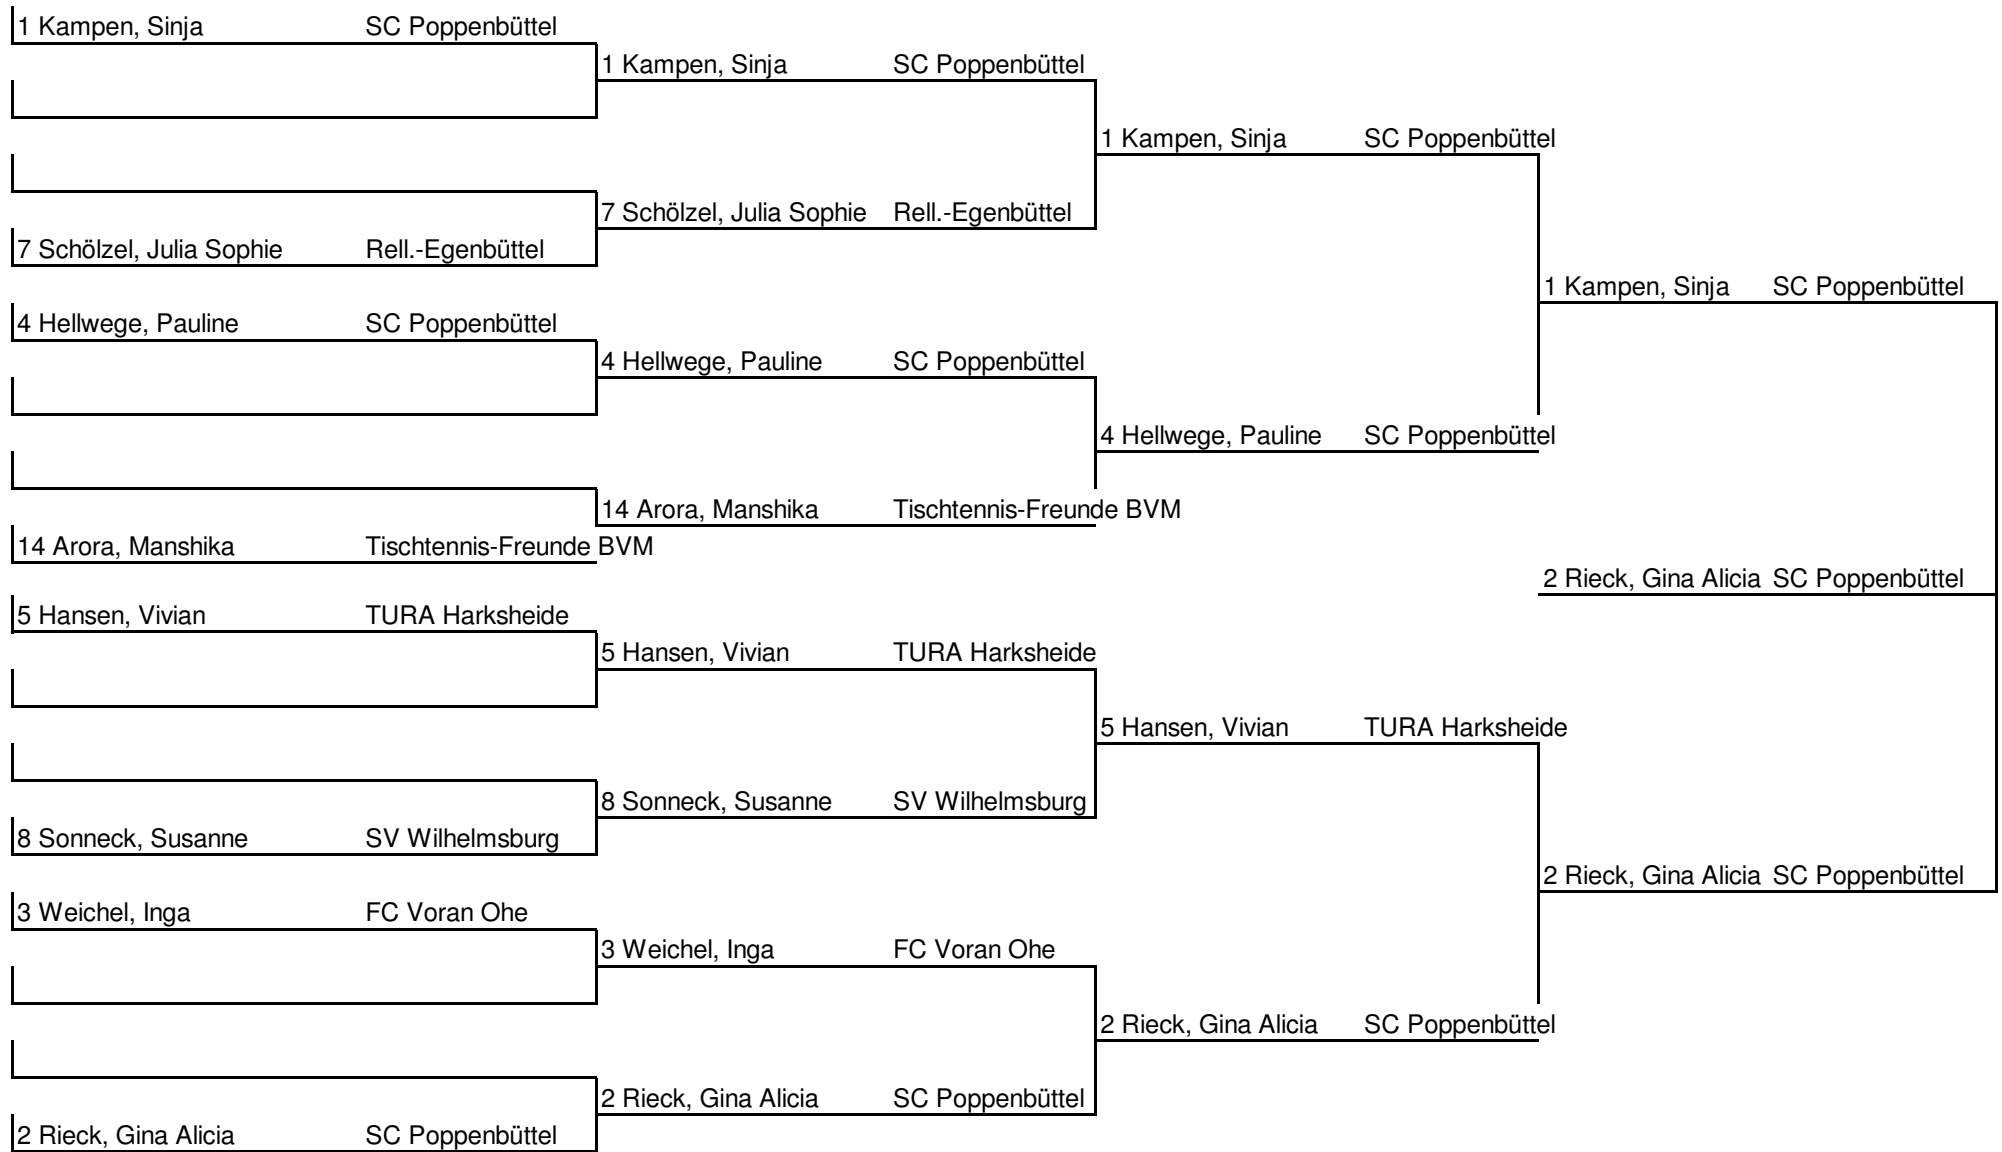 1 Kampen, Sinja SC Poppenbüttel
1 Kampen, Sinja SC Poppenbüttel
1 Kampen, Sinja SC Poppenbüttel
7 Schölzel, Julia Sophie Rell.-Egenbüttel
7 Schölzel, Julia Sophie Rell.-Egenbüttel
1 Kampen, Sinja SC Poppenbüttel
4 Hellwege, Pauline SC Poppenbüttel
4 Hellwege, Pauline SC Poppenbüttel
4 Hellwege, Pauline SC Poppenbüttel
14 Arora, Manshika Tischtennis-Freunde BVM
14 Arora, Manshika Tischtennis-Freunde BVM
2 Rieck, Gina Alicia SC Poppenbüttel
5 Hansen, Vivian TURA Harksheide
5 Hansen, Vivian TURA Harksheide
5 Hansen, Vivian TURA Harksheide
8 Sonneck, Susanne SV Wilhelmsburg
8 Sonneck, Susanne SV Wilhelmsburg
2 Rieck, Gina Alicia SC Poppenbüttel
3 Weichel, Inga FC Voran Ohe
3 Weichel, Inga FC Voran Ohe
2 Rieck, Gina Alicia SC Poppenbüttel
2 Rieck, Gina Alicia SC Poppenbüttel
2 Rieck, Gina Alicia SC Poppenbüttel